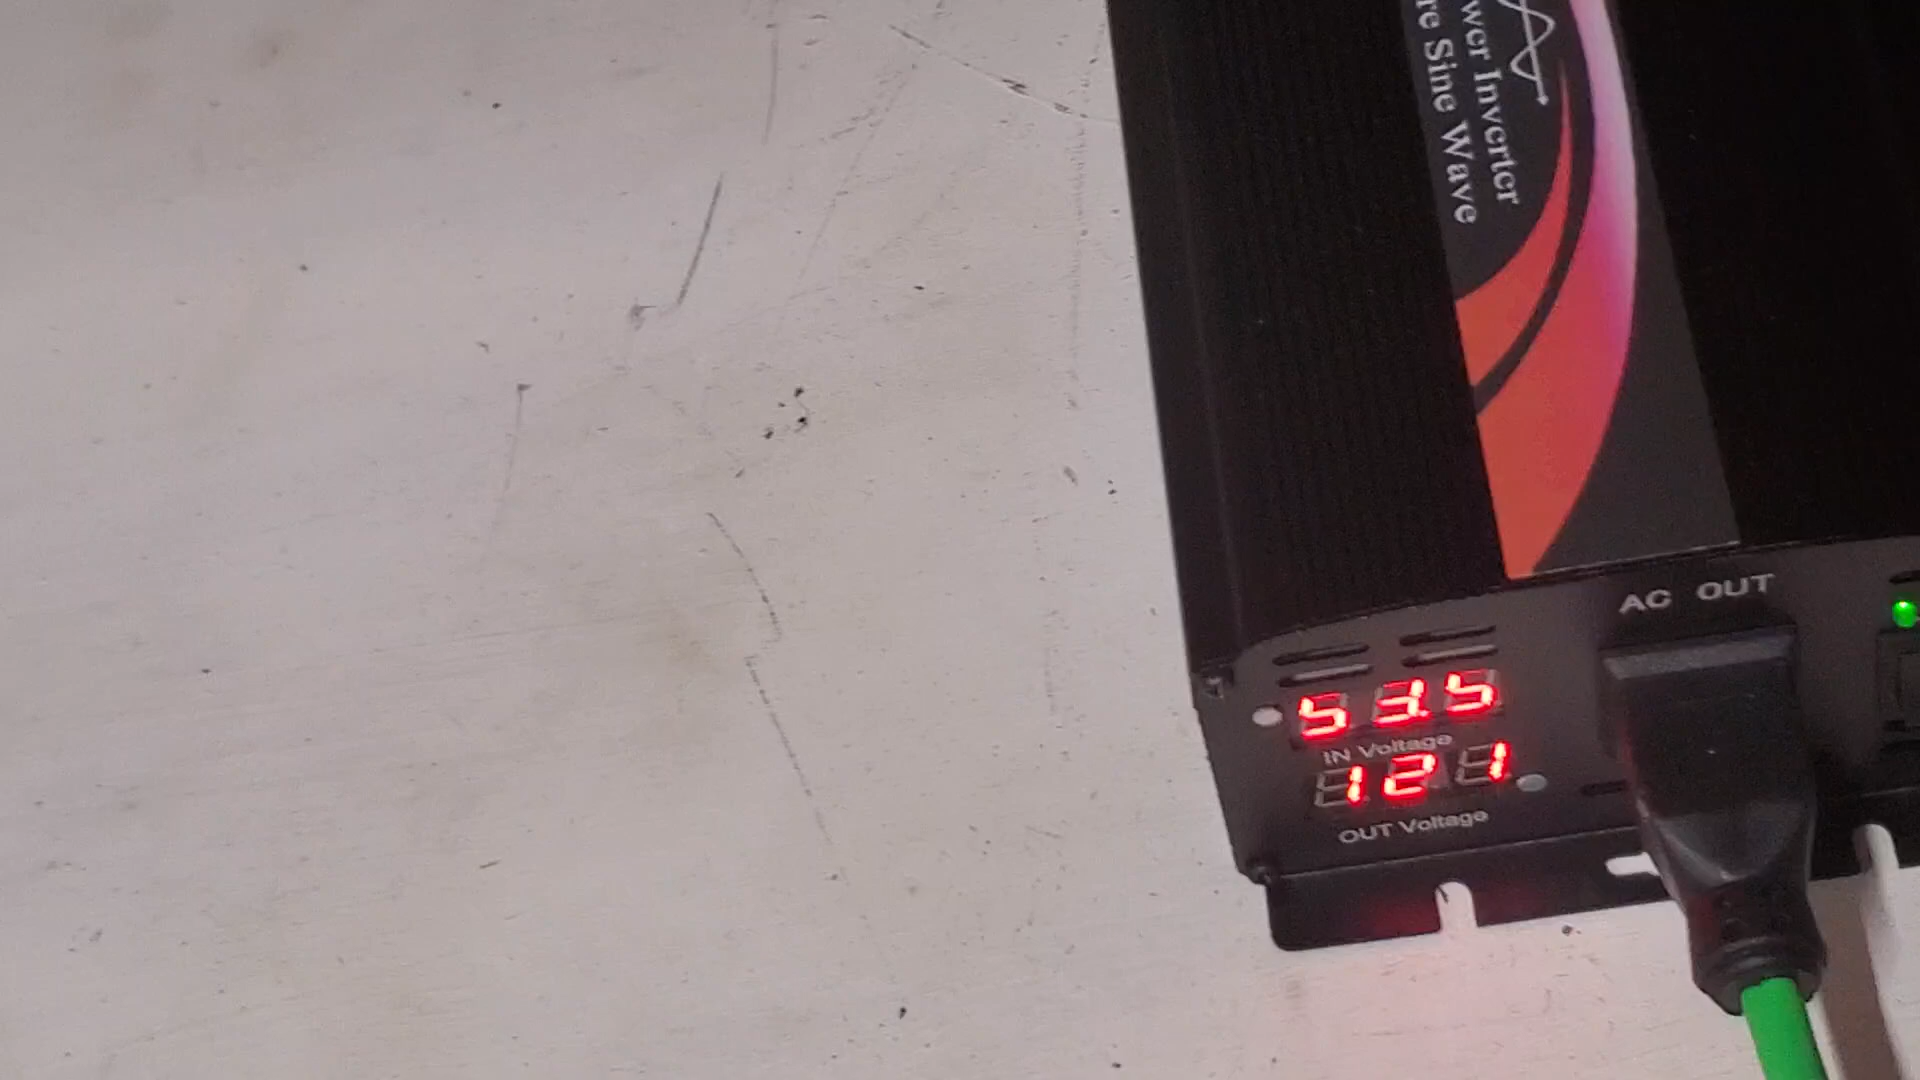 wer Inverter
re Sine Wave
AC OUT
53.5
IN Voltage
121
OUT Voltage